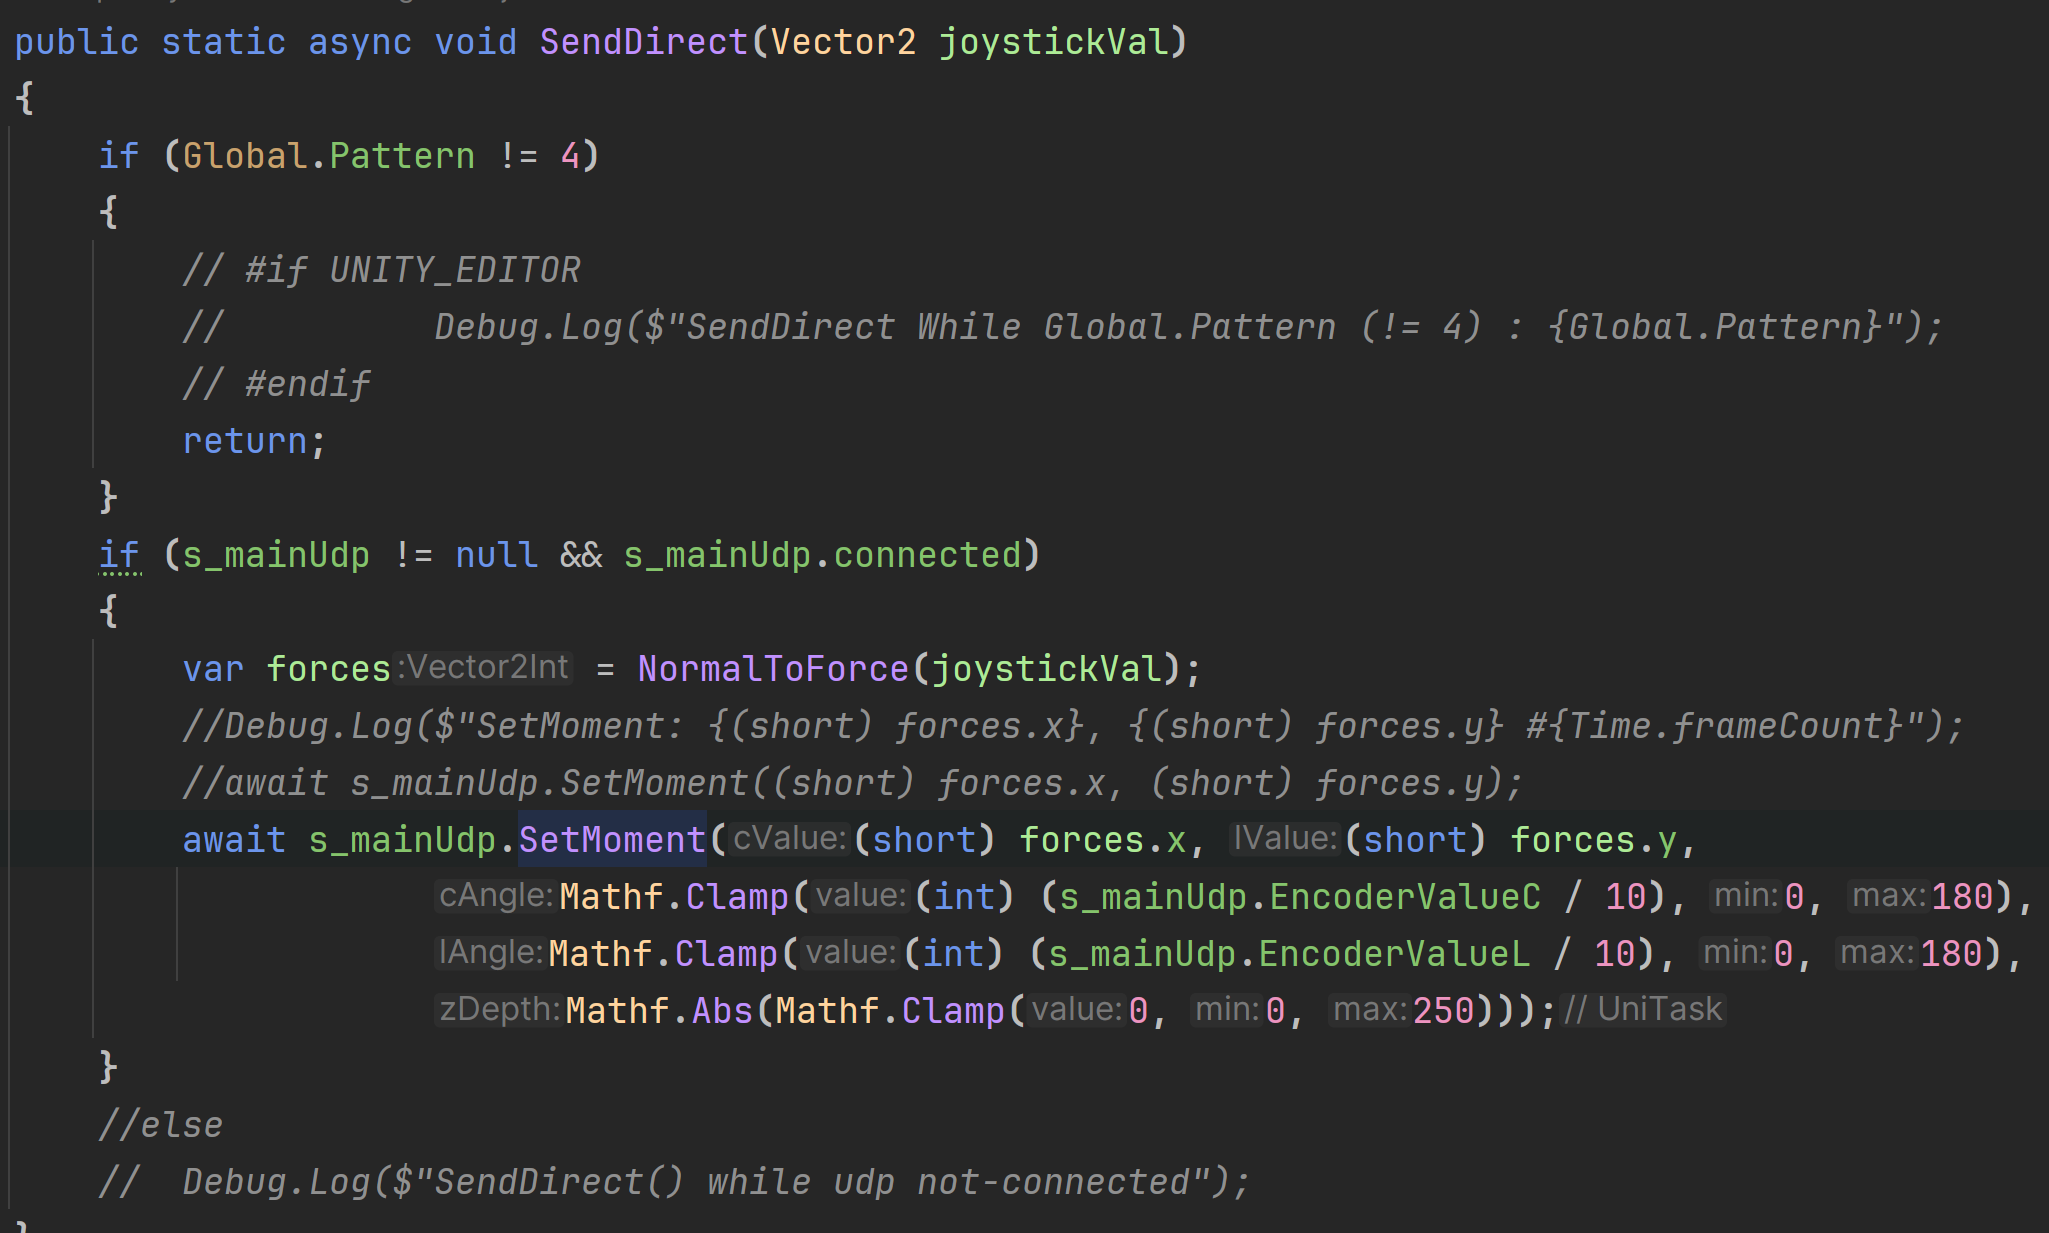 public static async void SendDirect(Vector2 joystickVal)
{
if (Global.Pattern != 4)
{
// #if UNITY_EDITOR
// Debug.Log($"SendDirect While Global.Pattern (!= 4) : {Global.Pattern}");
// #endif
return;
}
if (s_mainUdp != null && s_mainUdp.connected)
{
var forces:Vector2Int = NormalToForce(joystickVal);
//Debug.Log($"SetMoment: {(short) forces.x}, {(short) forces.y} #{Time.frameCount}");
//await s_mainUdp.SetMoment((short) forces.x, (short) forces.y);
await s_mainUdp.SetMoment(cValue:(short) forces.x, lValue:(short) forces.y,
cAngle:Mathf.Clamp(value:(int) (s_mainUdp.EncoderValueC / 10), min:0, max:180),
lAngle:Mathf.Clamp(value:(int) (s_mainUdp.EncoderValueL / 10), min:0, max:180),
zDepth:Mathf.Abs(Mathf.Clamp(value:0, min:0, max:250)));// UniTask
}
//else
// Debug.Log($"SendDirect() while udp not-connected");
}